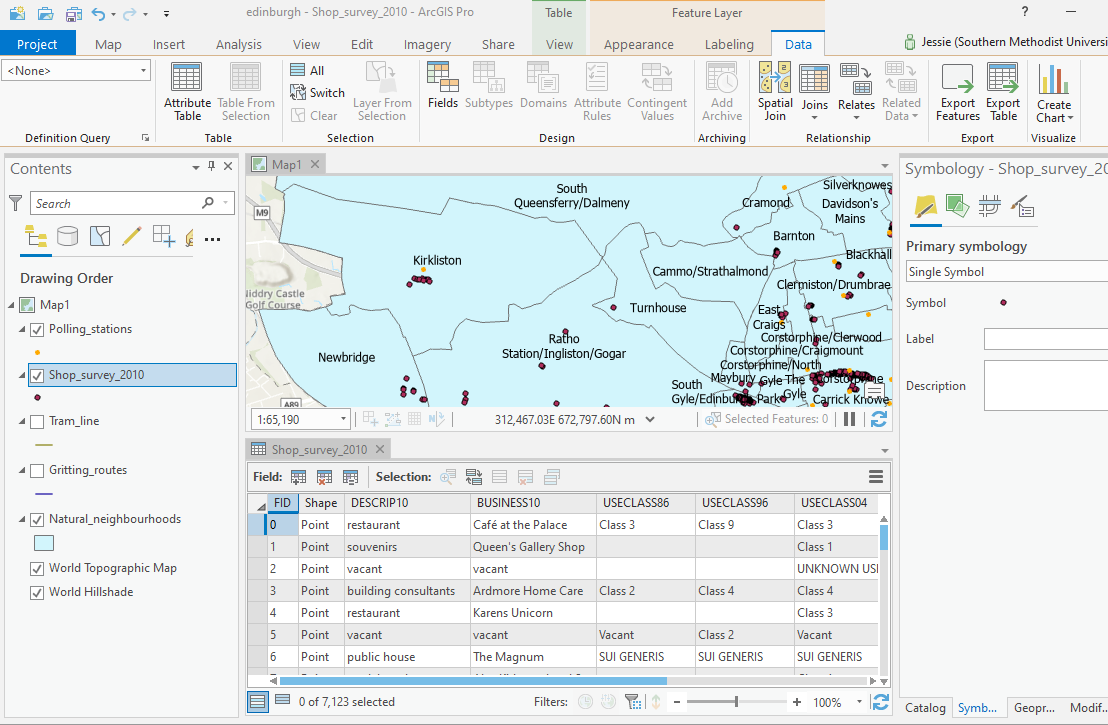 edinburgh - Shop_survey_2010 - ArcGIS Pro
Table
Feature Layer
?
Project
Map
Insert
Analysis
View
Edit
Imagery
Share
View
Appearance
Labeling
Data
Jessie (Southern Methodist Universi
<None>
Definition Query
Attribute Table
Table From Selection
Table
All
Switch
Clear
Layer From Selection
Selection
Fields
Subtypes
Domains
Attribute Rules
Contingent Values
Design
Add Archive
Archiving
Spatial Join
Joins
Relates
Related Data
Relationship
Export Features
Export Table
Export
Create Chart
Visualize
Contents
Search
Drawing Order
Map1
Polling_stations
Shop_survey_2010
Tram_line
Gritting_routes
Natural_neighbourhoods
World Topographic Map
World Hillshade
Map1
South
Queensferry/Dalmeny
Silverknowes
Cramond
Davidson's
Mains
M9
Barnton
Kirkliston
Blackhall
Cammo/Strathalmond
Clermiston/Drumbrae
Niddry Castle
Golf Course
Turnhouse
East
Craigs
Ratho
Station/Ingliston/Gogar
Corstorphine/Clerwood
Newbridge
Corstorphine/Craigmount
Corstorphine/North
Maybury
Gyle The
Gyle
Corstorphine
South
Gyle/Edinburgh Park
Carrick Knowe
A89
1:65,190
312,467.03E 672,797.60N m
Selected Features: 0
Shop_survey_2010
Field:
Selection:
FID Shape DESCRIP10 BUSINESS10 USECLASS86 USECLASS96 USECLASS04
0 Point restaurant Café at the Palace Class 3 Class 9 Class 3
1 Point souvenirs Queen's Gallery Shop Class 1
2 Point vacant vacant UNKNOWN USI
3 Point building consultants Ardmore Home Care Class 2 Class 4 Class 4
4 Point restaurant Karens Unicorn Class 3
5 Point vacant vacant Vacant Class 2 Vacant
6 Point public house The Magnum SUI GENERIS SUI GENERIS SUI GENERIS
0 of 7,123 selected
Filters:
100%
Symbology - Shop_survey_20
Primary symbology
Single Symbol
Symbol
Label
Description
Catalog
Symb...
Geopr...
Modif...